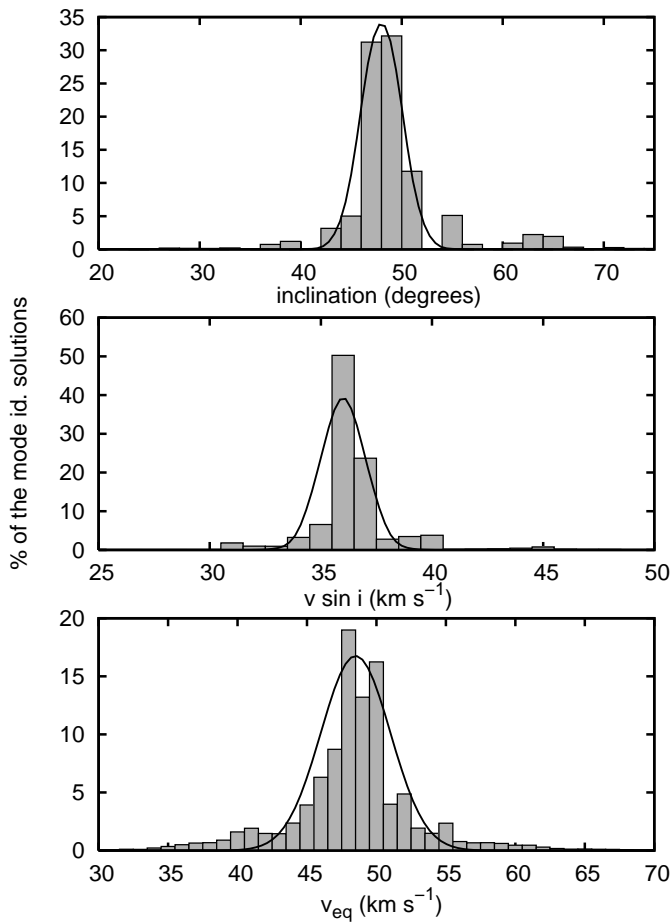 35
30
25
20
15
10
5
0
20 30 40 50 60 70
inclination (degrees)
% of the mode id. solutions
60
50
40
30
20
10
0
25 30 35 40 45 50
v sin i (km s⁻¹)
20
15
10
5
0
30 35 40 45 50 55 60 65 70
v_eq (km s⁻¹)